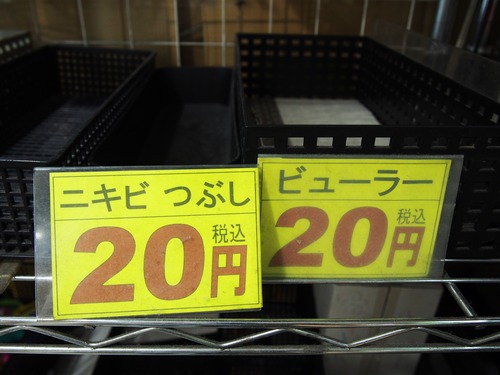 ニキビ つぶし
20円 税込
ビューラー
20円 税込